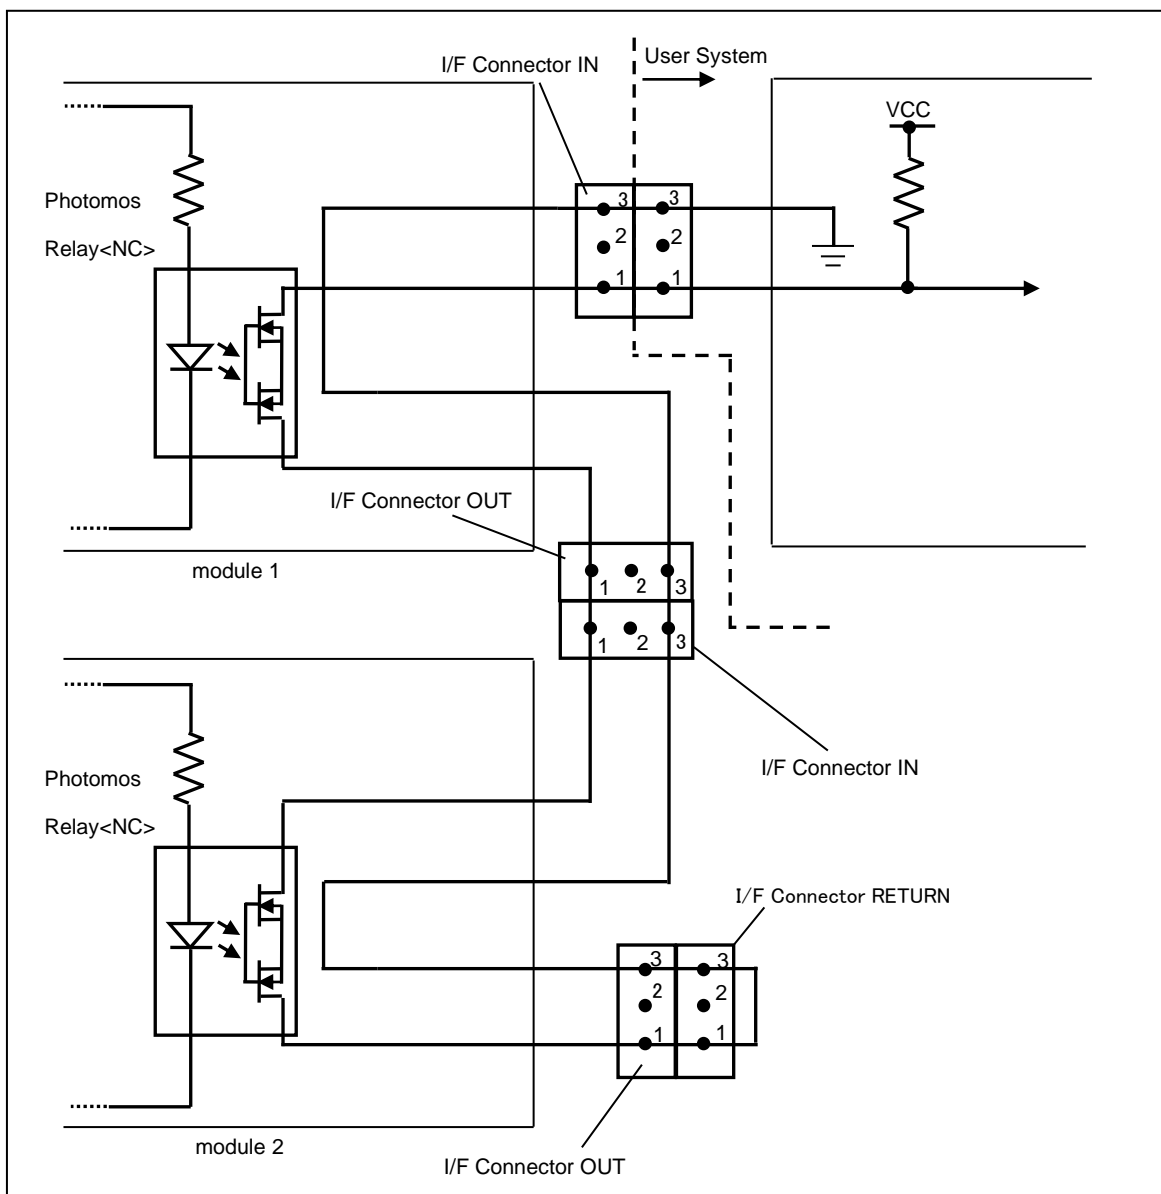 I/F Connector IN
User System
VCC
Photomos
Relay<NC>
3
3
2
2
1
1
I/F Connector OUT
module 1
1
2
3
1
2
3
I/F Connector IN
Photomos
Relay<NC>
I/F Connector RETURN
3
3
2
2
1
1
module 2
I/F Connector OUT